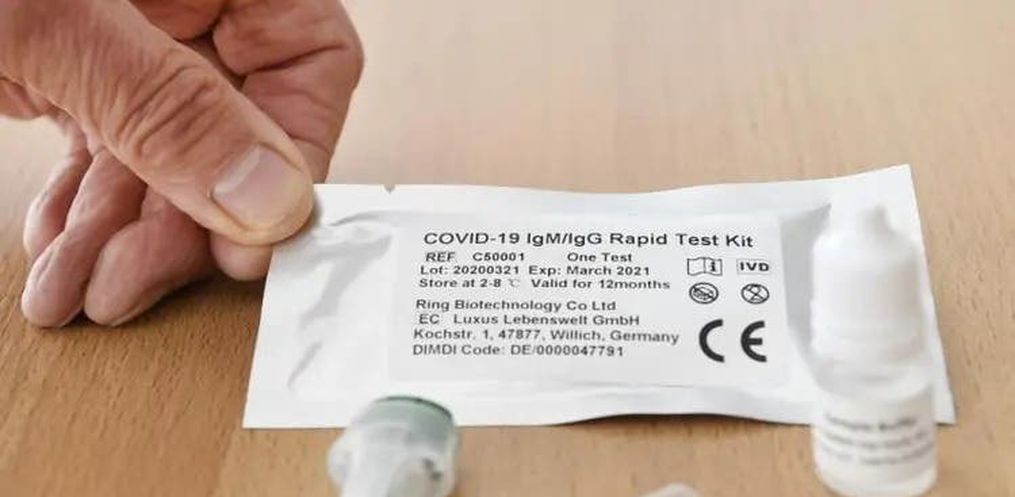 COVID-19 IgM/IgG Rapid Test Kit
REF C50001 One Test
Lot: 20200321 Exp: March 2021
Store at 2-8 ℃ Valid for 12months
IVD
Ring Biotechnology Co Ltd
EC Luxus Lebenswelt GmbH
Kochstr. 1, 47877, Willich, Germany
DIMDI Code: DE/0000047791
CE